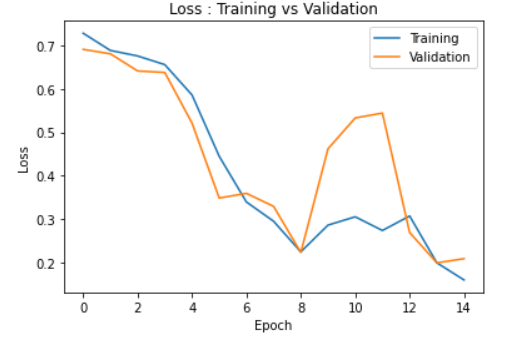 Loss : Training vs Validation
Training
Validation
0.7
0.6
0.5
0.4
0.3
0.2
Loss
0 2 4 6 8 10 12 14
Epoch